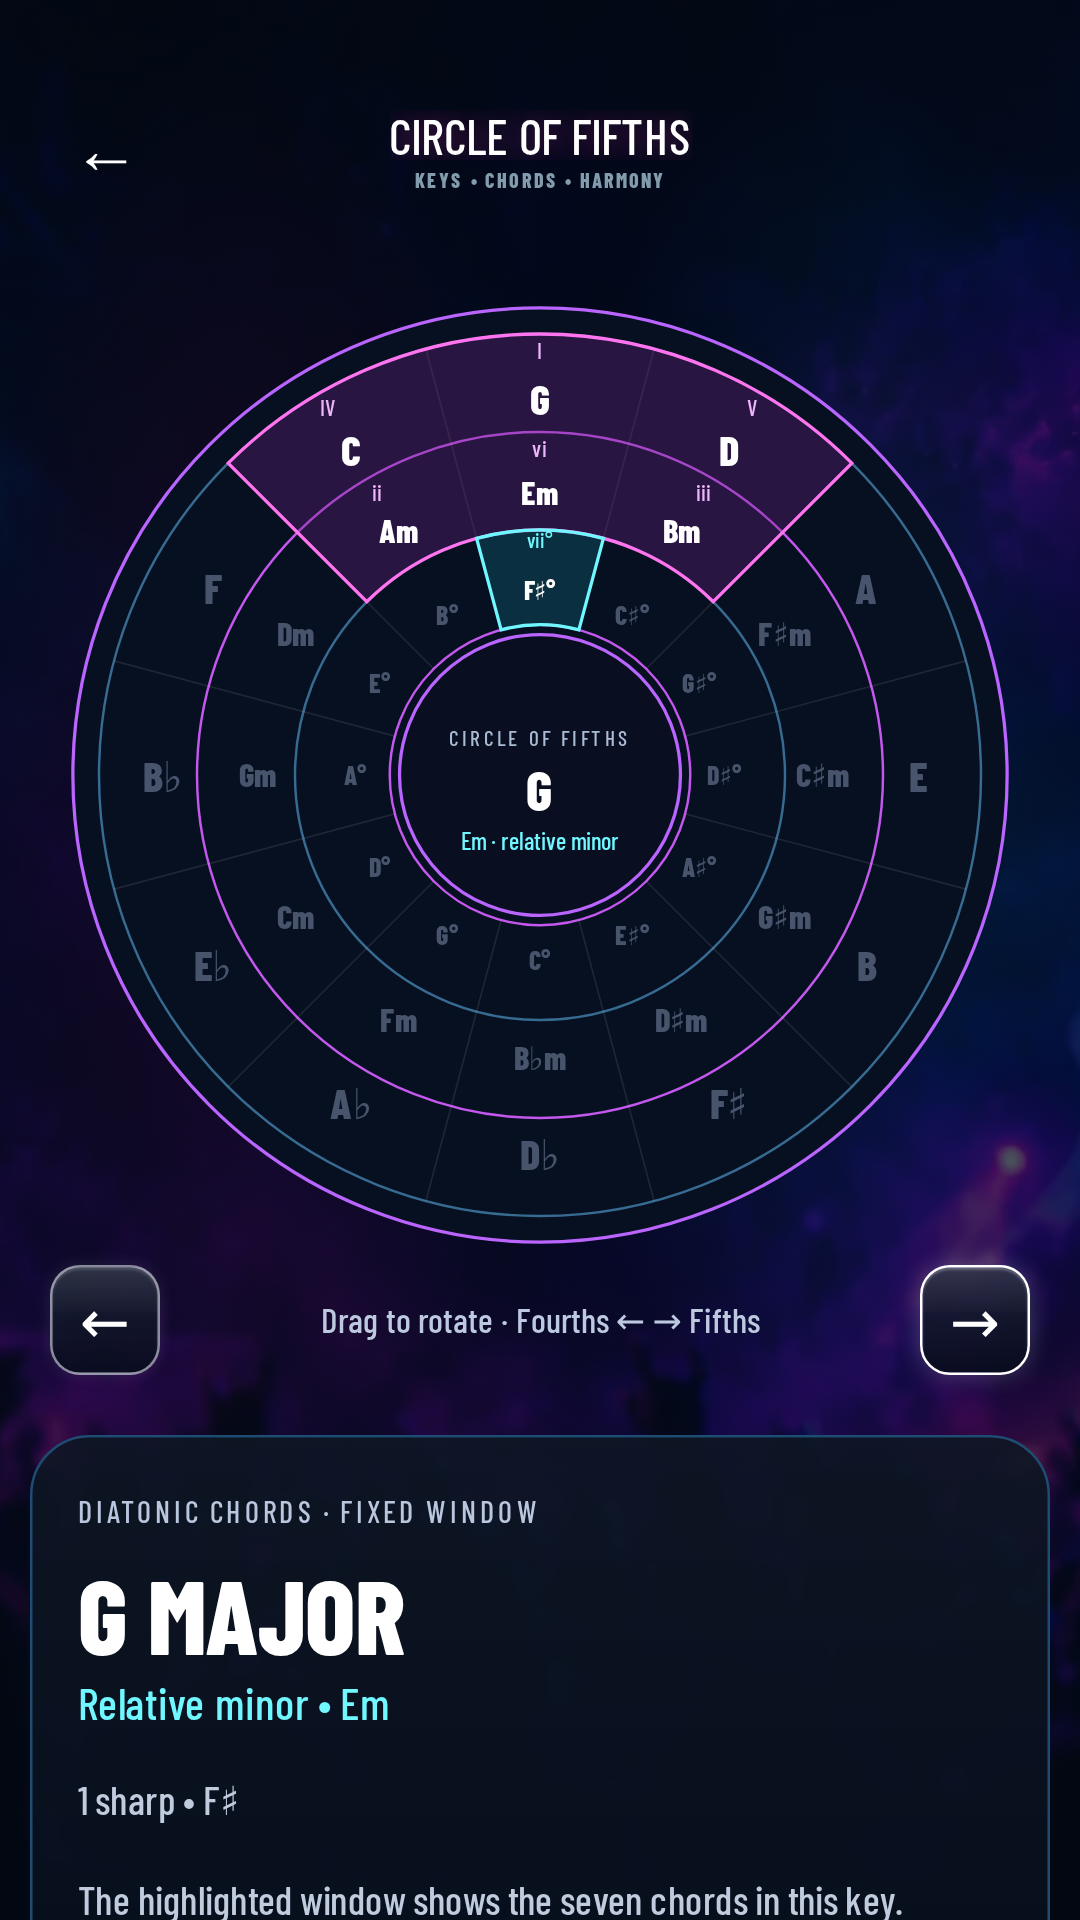 ←
CIRCLE OF FIFTHS
KEYS • CHORDS • HARMONY
I
G
IV
V
C
D
vi
Em
ii
iii
Am
Bm
vii°
F♯°
B°
C♯°
F
A
Dm
F♯m
E°
G♯°
CIRCLE OF FIFTHS
B♭
Gm
A°
G
D♯°
C♯m
E
Em · relative minor
D°
A♯°
Cm
G♯m
E♭
B
G°
E♯°
C°
Fm
D♯m
B♭m
A♭
F♯
D♭
← Drag to rotate · Fourths ← → Fifths →
DIATONIC CHORDS · FIXED WINDOW
G MAJOR
Relative minor • Em
1 sharp • F♯
The highlighted window shows the seven chords in this key.